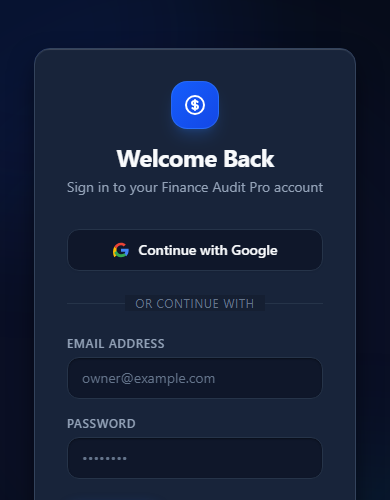 Welcome Back
Sign in to your Finance Audit Pro account
Continue with Google
OR CONTINUE WITH
EMAIL ADDRESS
owner@example.com
PASSWORD
••••••••